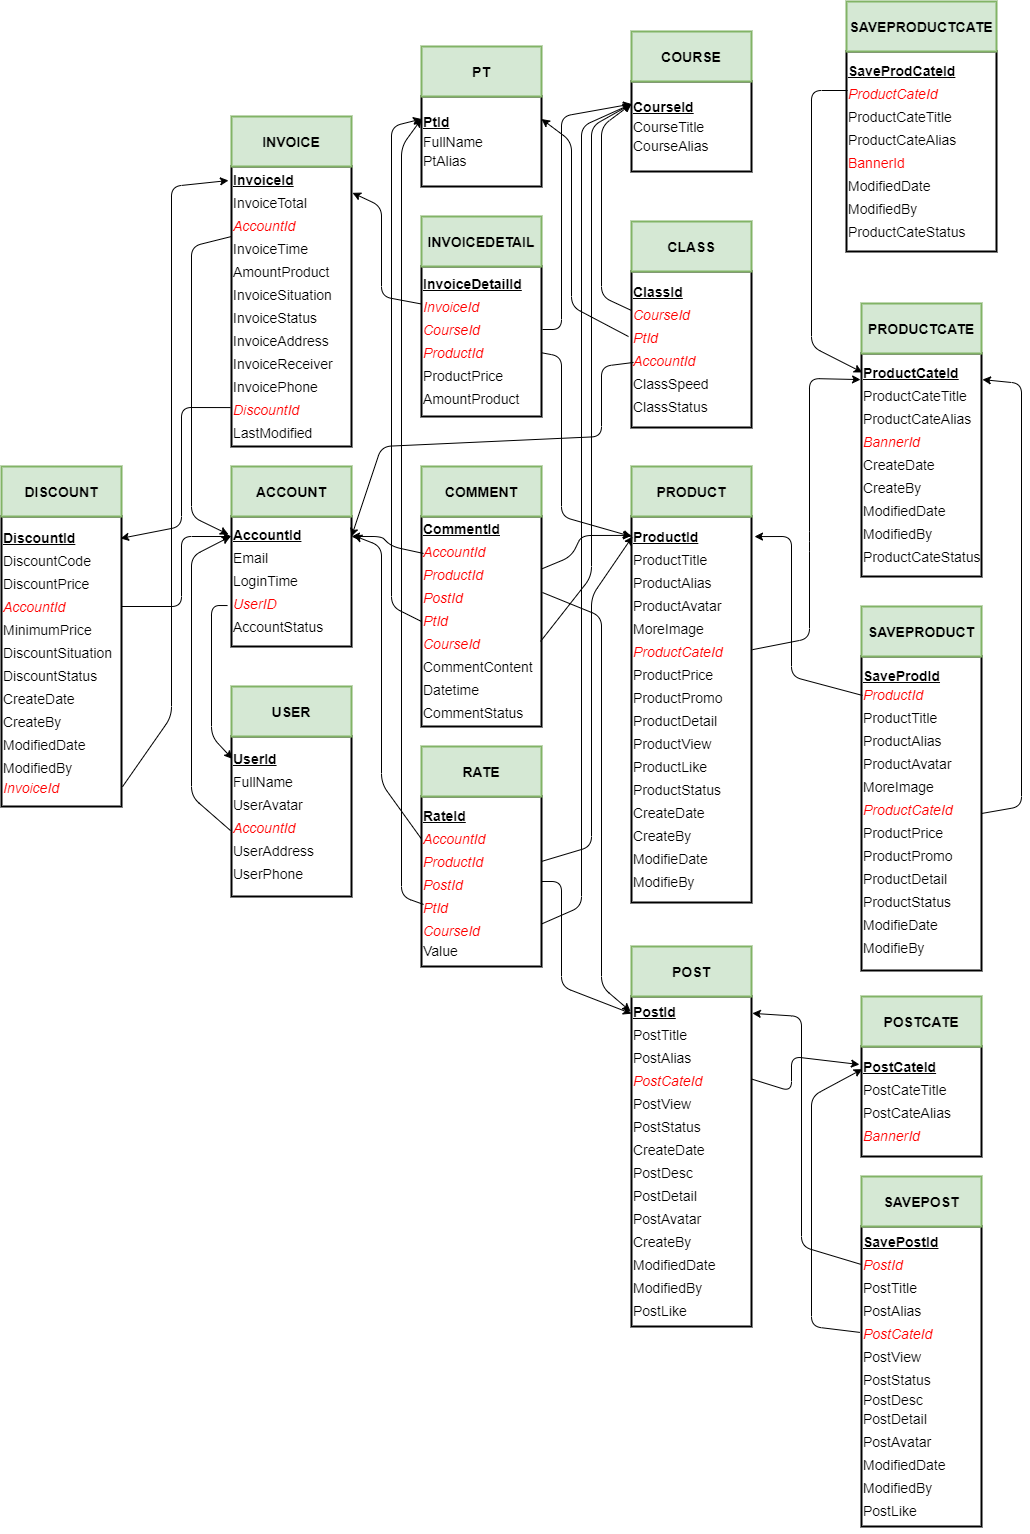 SAVEPRODUCTCATE
SaveProdCateId
ProductCateId
ProductCateTitle
ProductCateAlias
BannerId
ModifiedDate
ModifiedBy
ProductCateStatus
COURSE
CourseId
CourseTitle
CourseAlias
PT
PtId
FullName
PtAlias
INVOICE
InvoiceId
InvoiceTotal
AccountId
InvoiceTime
AmountProduct
InvoiceSituation
InvoiceStatus
InvoiceAddress
InvoiceReceiver
InvoicePhone
DiscountId
LastModified
INVOICEDETAIL
InvoiceDetailId
InvoiceId
CourseId
ProductId
ProductPrice
AmountProduct
CLASS
ClassId
CourseId
PtId
AccountId
ClassSpeed
ClassStatus
PRODUCTCATE
ProductCateId
ProductCateTitle
ProductCateAlias
BannerId
CreateDate
CreateBy
ModifiedDate
ModifiedBy
ProductCateStatus
DISCOUNT
DiscountId
DiscountCode
DiscountPrice
AccountId
MinimumPrice
DiscountSituation
DiscountStatus
CreateDate
CreateBy
ModifiedDate
ModifiedBy
InvoiceId
ACCOUNT
AccountId
Email
LoginTime
UserID
AccountStatus
COMMENT
CommentId
AccountId
ProductId
PostId
PtId
CourseId
CommentContent
Datetime
CommentStatus
PRODUCT
ProductId
ProductTitle
ProductAlias
ProductAvatar
MoreImage
ProductCateId
ProductPrice
ProductPromo
ProductDetail
ProductView
ProductLike
ProductStatus
CreateDate
CreateBy
ModifieDate
ModifieBy
SAVEPRODUCT
SaveProdId
ProductId
ProductTitle
ProductAlias
ProductAvatar
MoreImage
ProductCateId
ProductPrice
ProductPromo
ProductDetail
ProductStatus
ModifieDate
ModifieBy
USER
UserId
FullName
UserAvatar
AccountId
UserAddress
UserPhone
RATE
RateId
AccountId
ProductId
PostId
PtId
CourseId
Value
POST
PostId
PostTitle
PostAlias
PostCateId
PostView
PostStatus
CreateDate
PostDesc
PostDetail
PostAvatar
CreateBy
ModifiedDate
ModifiedBy
PostLike
POSTCATE
PostCateId
PostCateTitle
PostCateAlias
BannerId
SAVEPOST
SavePostId
PostId
PostTitle
PostAlias
PostCateId
PostView
PostStatus
PostDesc
PostDetail
PostAvatar
ModifiedDate
ModifiedBy
PostLike